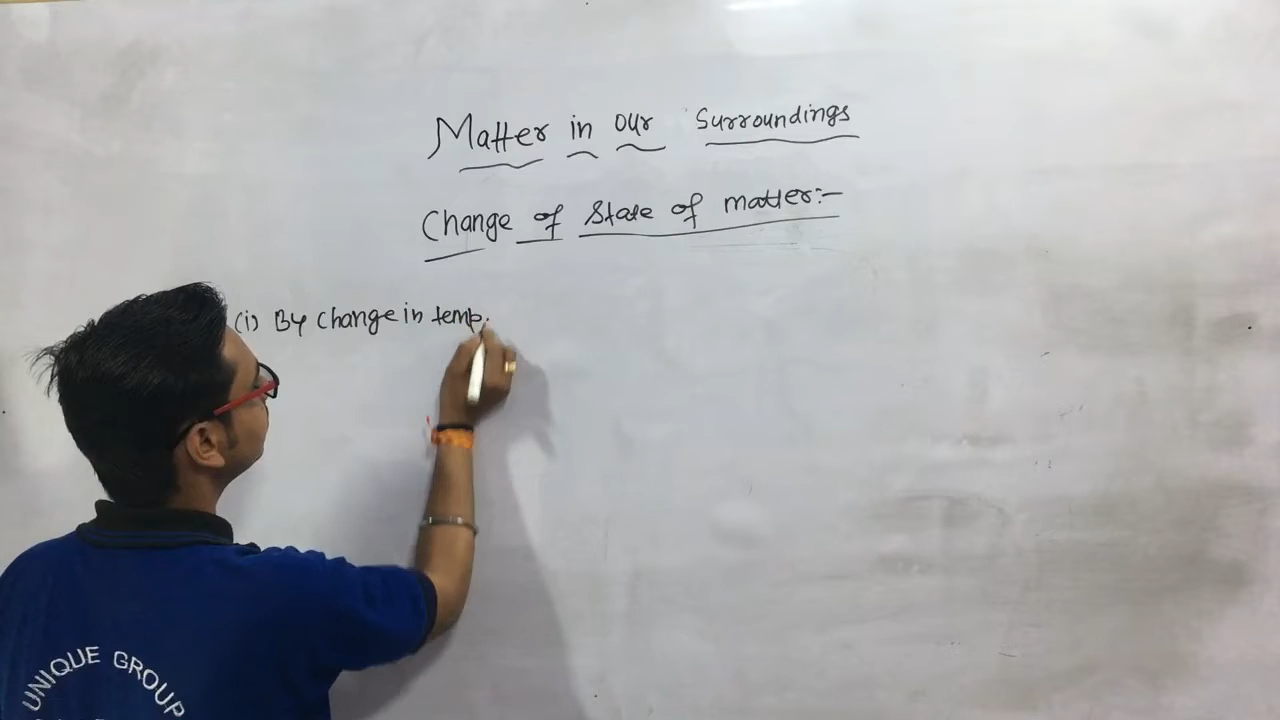 Matter in our Surroundings
Change of State of matter:-
(i) By Change in temp.
UNIQUE GROUP